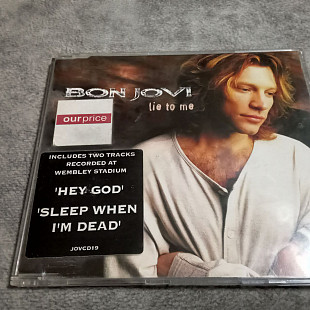 BON JOVI
lie to me
ourprice
INCLUDES TWO TRACKS
RECORDED AT
WEMBLEY STADIUM
'HEY GOD'
'SLEEP WHEN
I'M DEAD'
JOVCD19